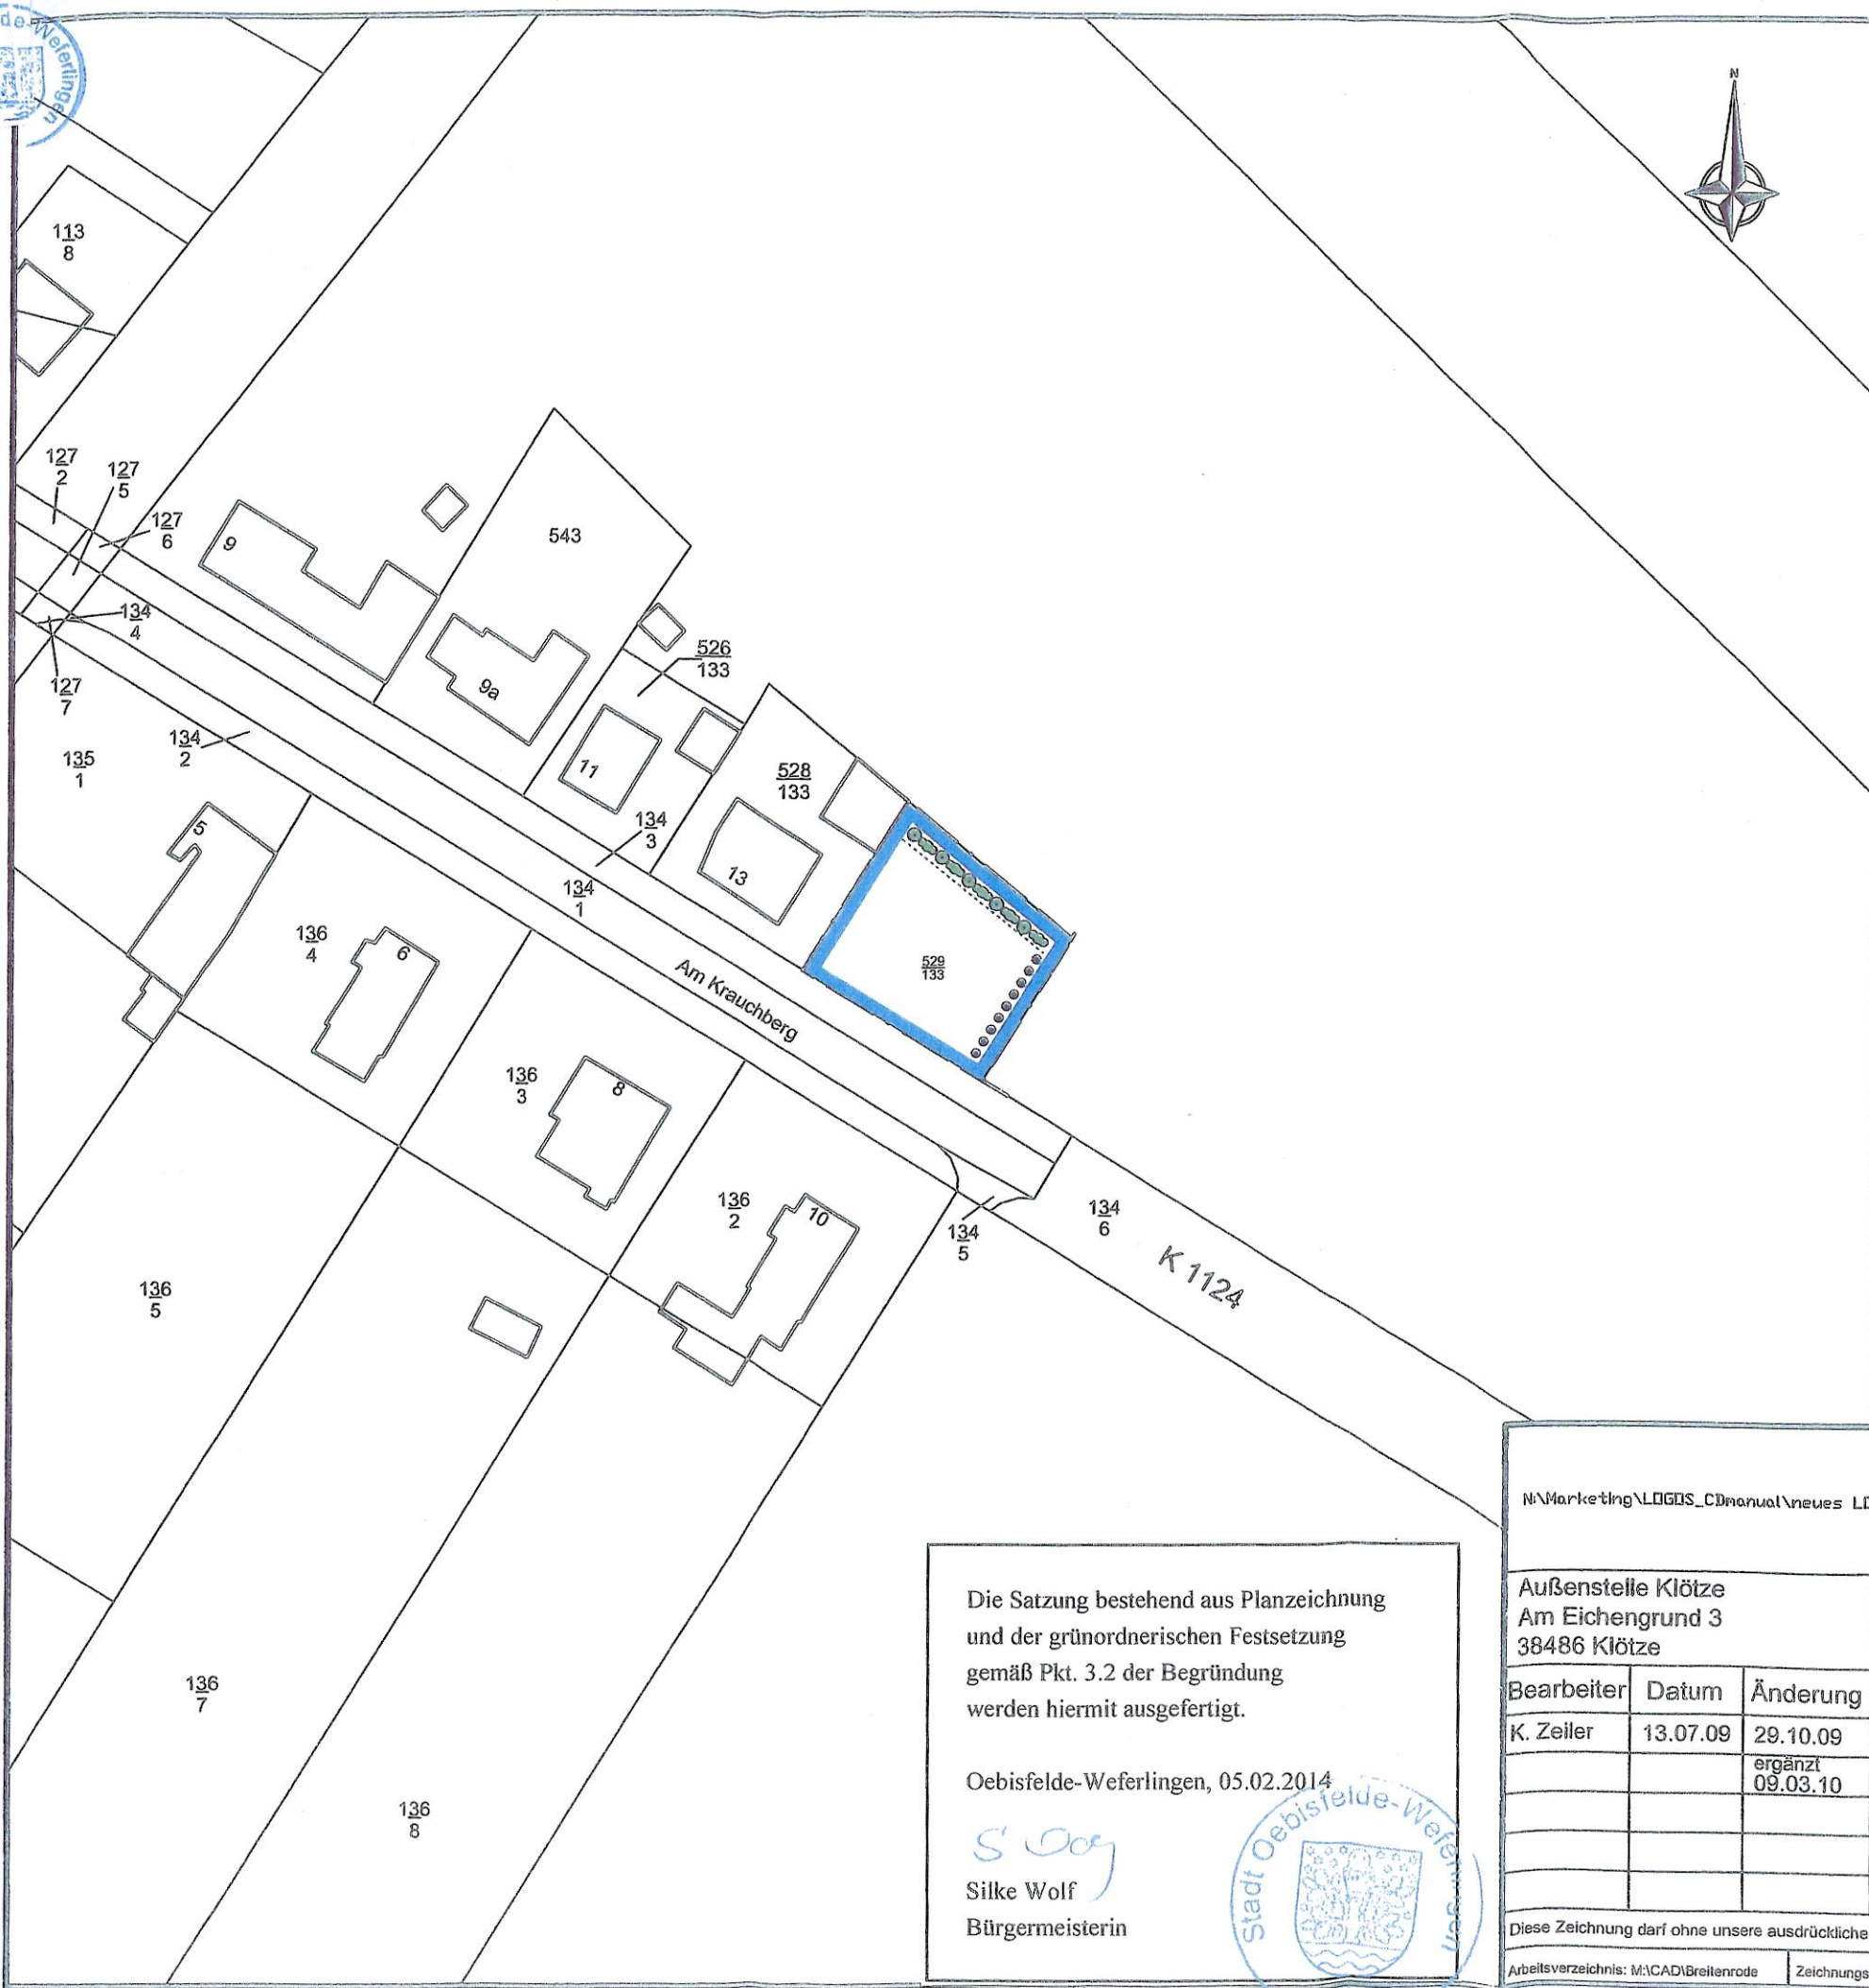 de
Weferlingen
N
113
8
127
2
127
5
127
6
9
543
134
4
9a
526
133
127
7
134
2
135
1
11
528
133
134
3
13
5
134
1
136
4
6
529
133
Am Krauchberg
136
3
8
136
2
10
134
5
134
6
K 1124
136
5
136
7
136
8
Die Satzung bestehend aus Planzeichnung
und der grünordnerischen Festsetzung
gemäß Pkt. 3.2 der Begründung
werden hiermit ausgefertigt.
Oebisfelde-Weferlingen, 05.02.2014
Silke Wolf
Bürgermeisterin
Stadt Oebisfelde-Weferlingen
N:\Marketing\LOGOS_CDmanual\neues LO
Außenstelle Klötze
Am Eichengrund 3
38486 Klötze
Bearbeiter Datum Änderung
K. Zeiler 13.07.09 29.10.09
ergänzt
09.03.10
Diese Zeichnung darf ohne unsere ausdrückliche
Arbeitsverzeichnis: M:\CAD\Breitenrode Zeichnungs